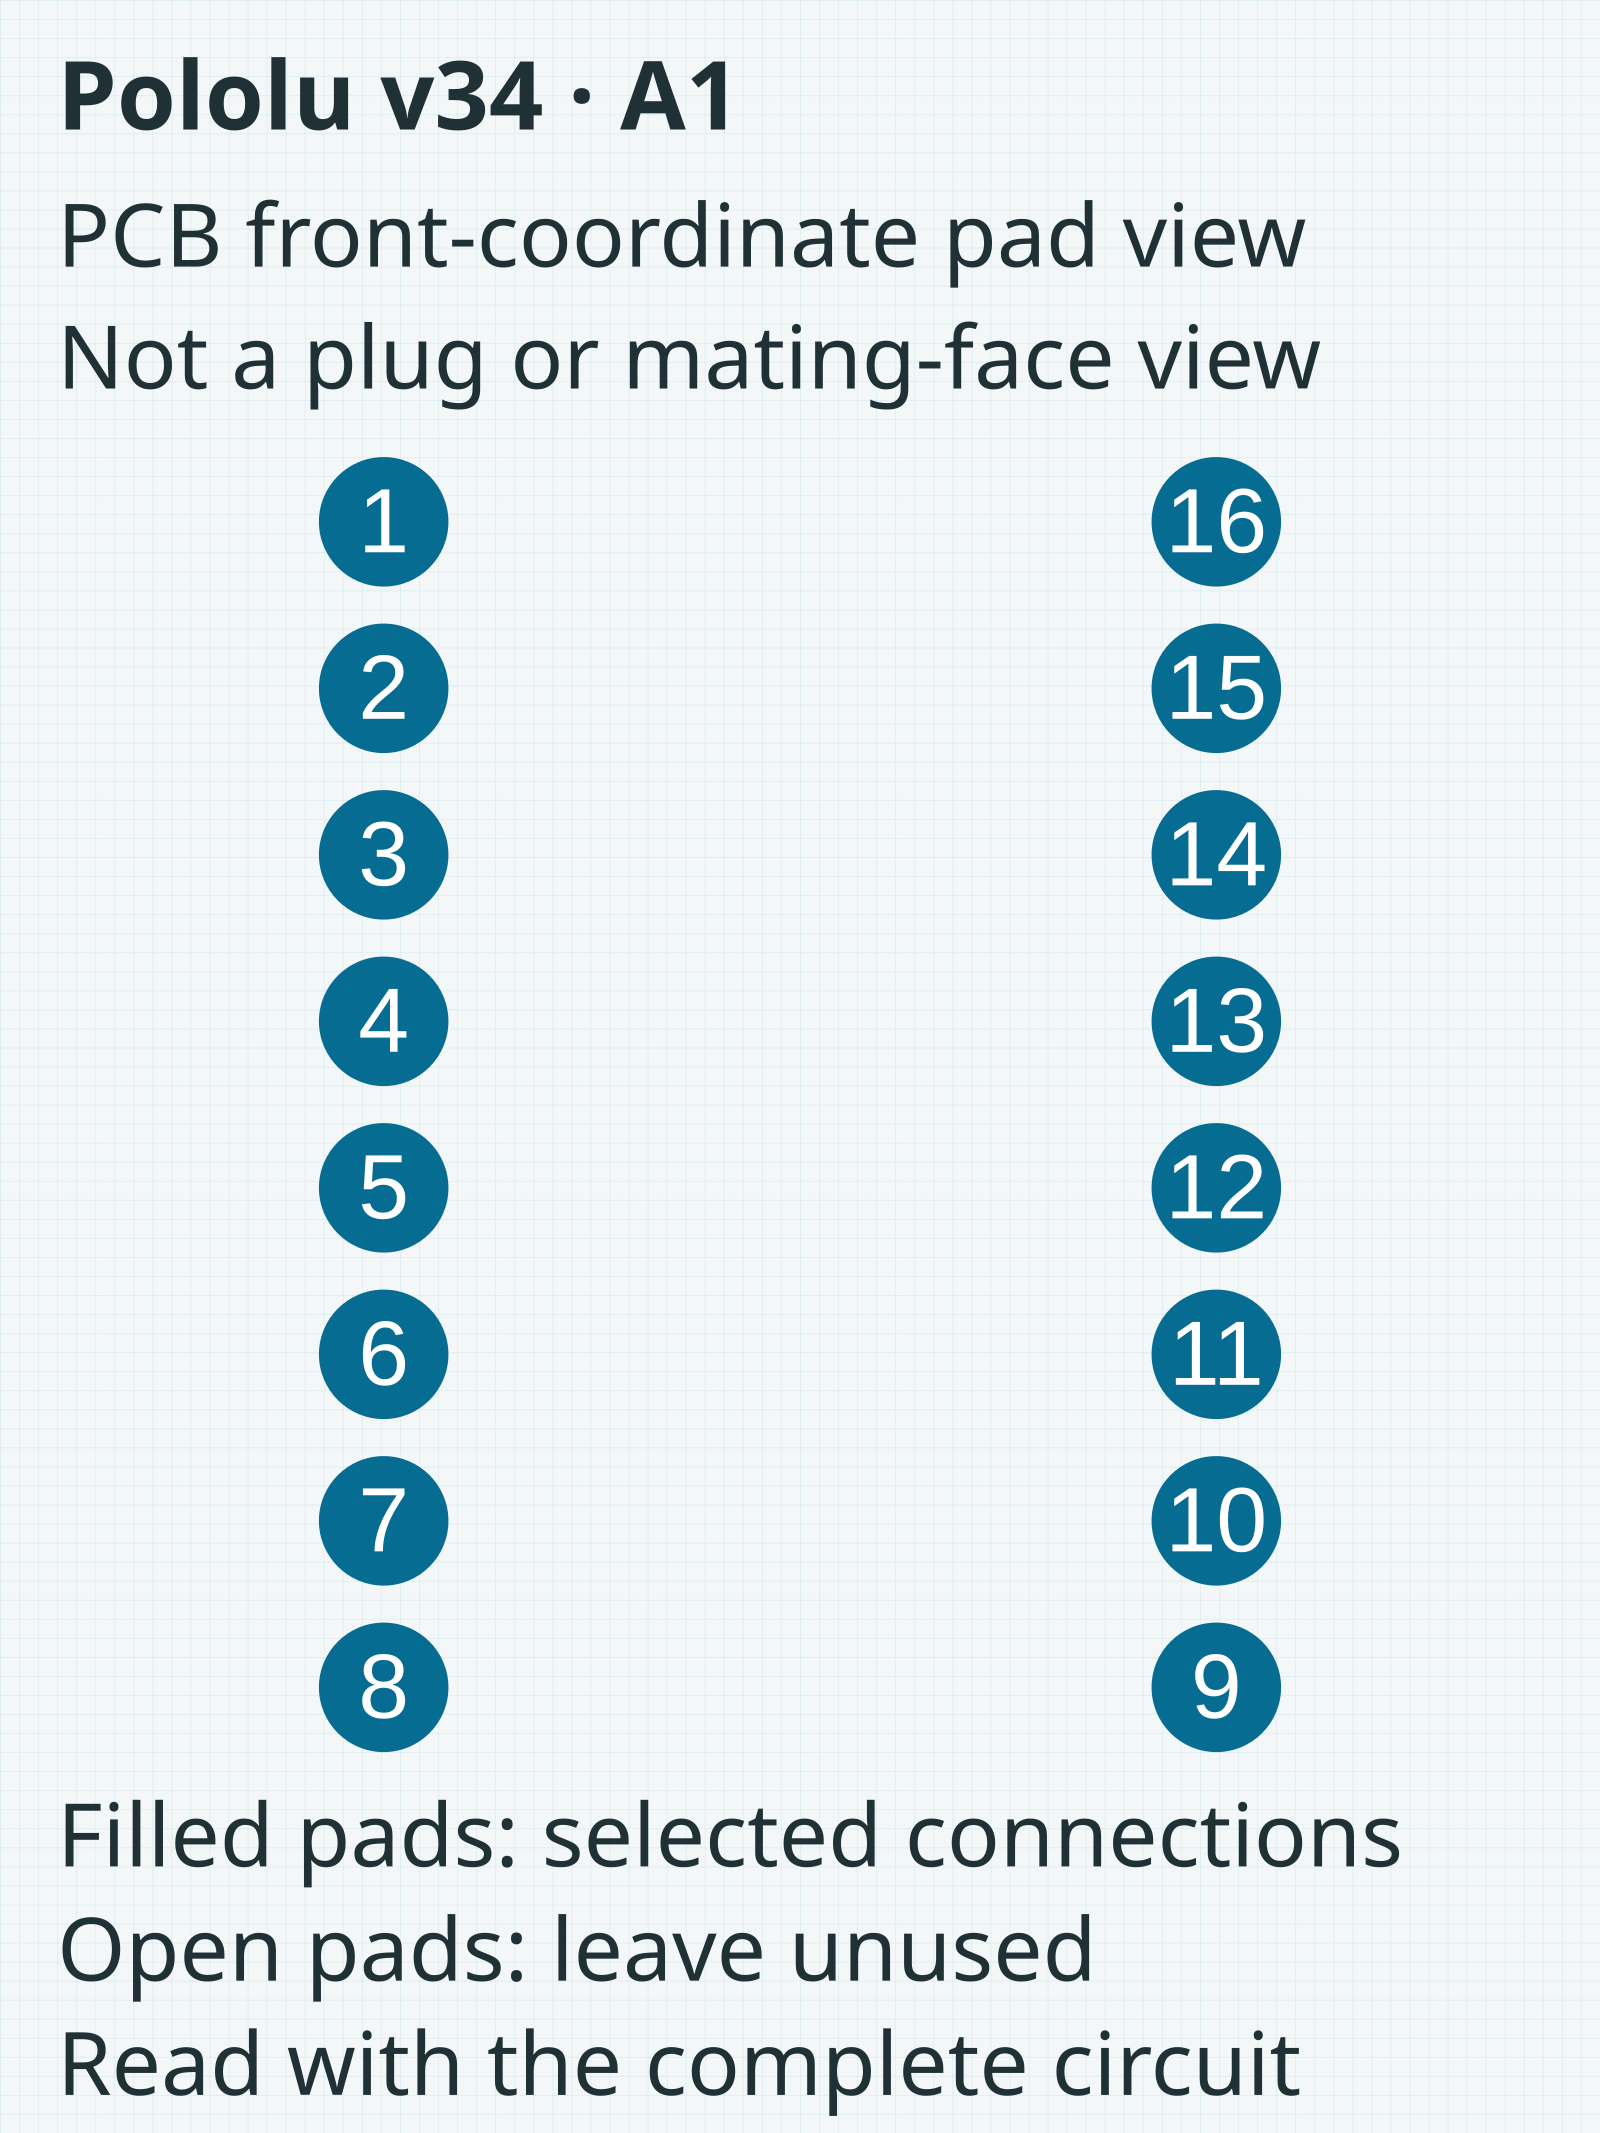 Pololu v34 · A1
PCB front-coordinate pad view
Not a plug or mating-face view
1 16
2 15
3 14
4 13
5 12
6 11
7 10
8 9
Filled pads: selected connections
Open pads: leave unused
Read with the complete circuit